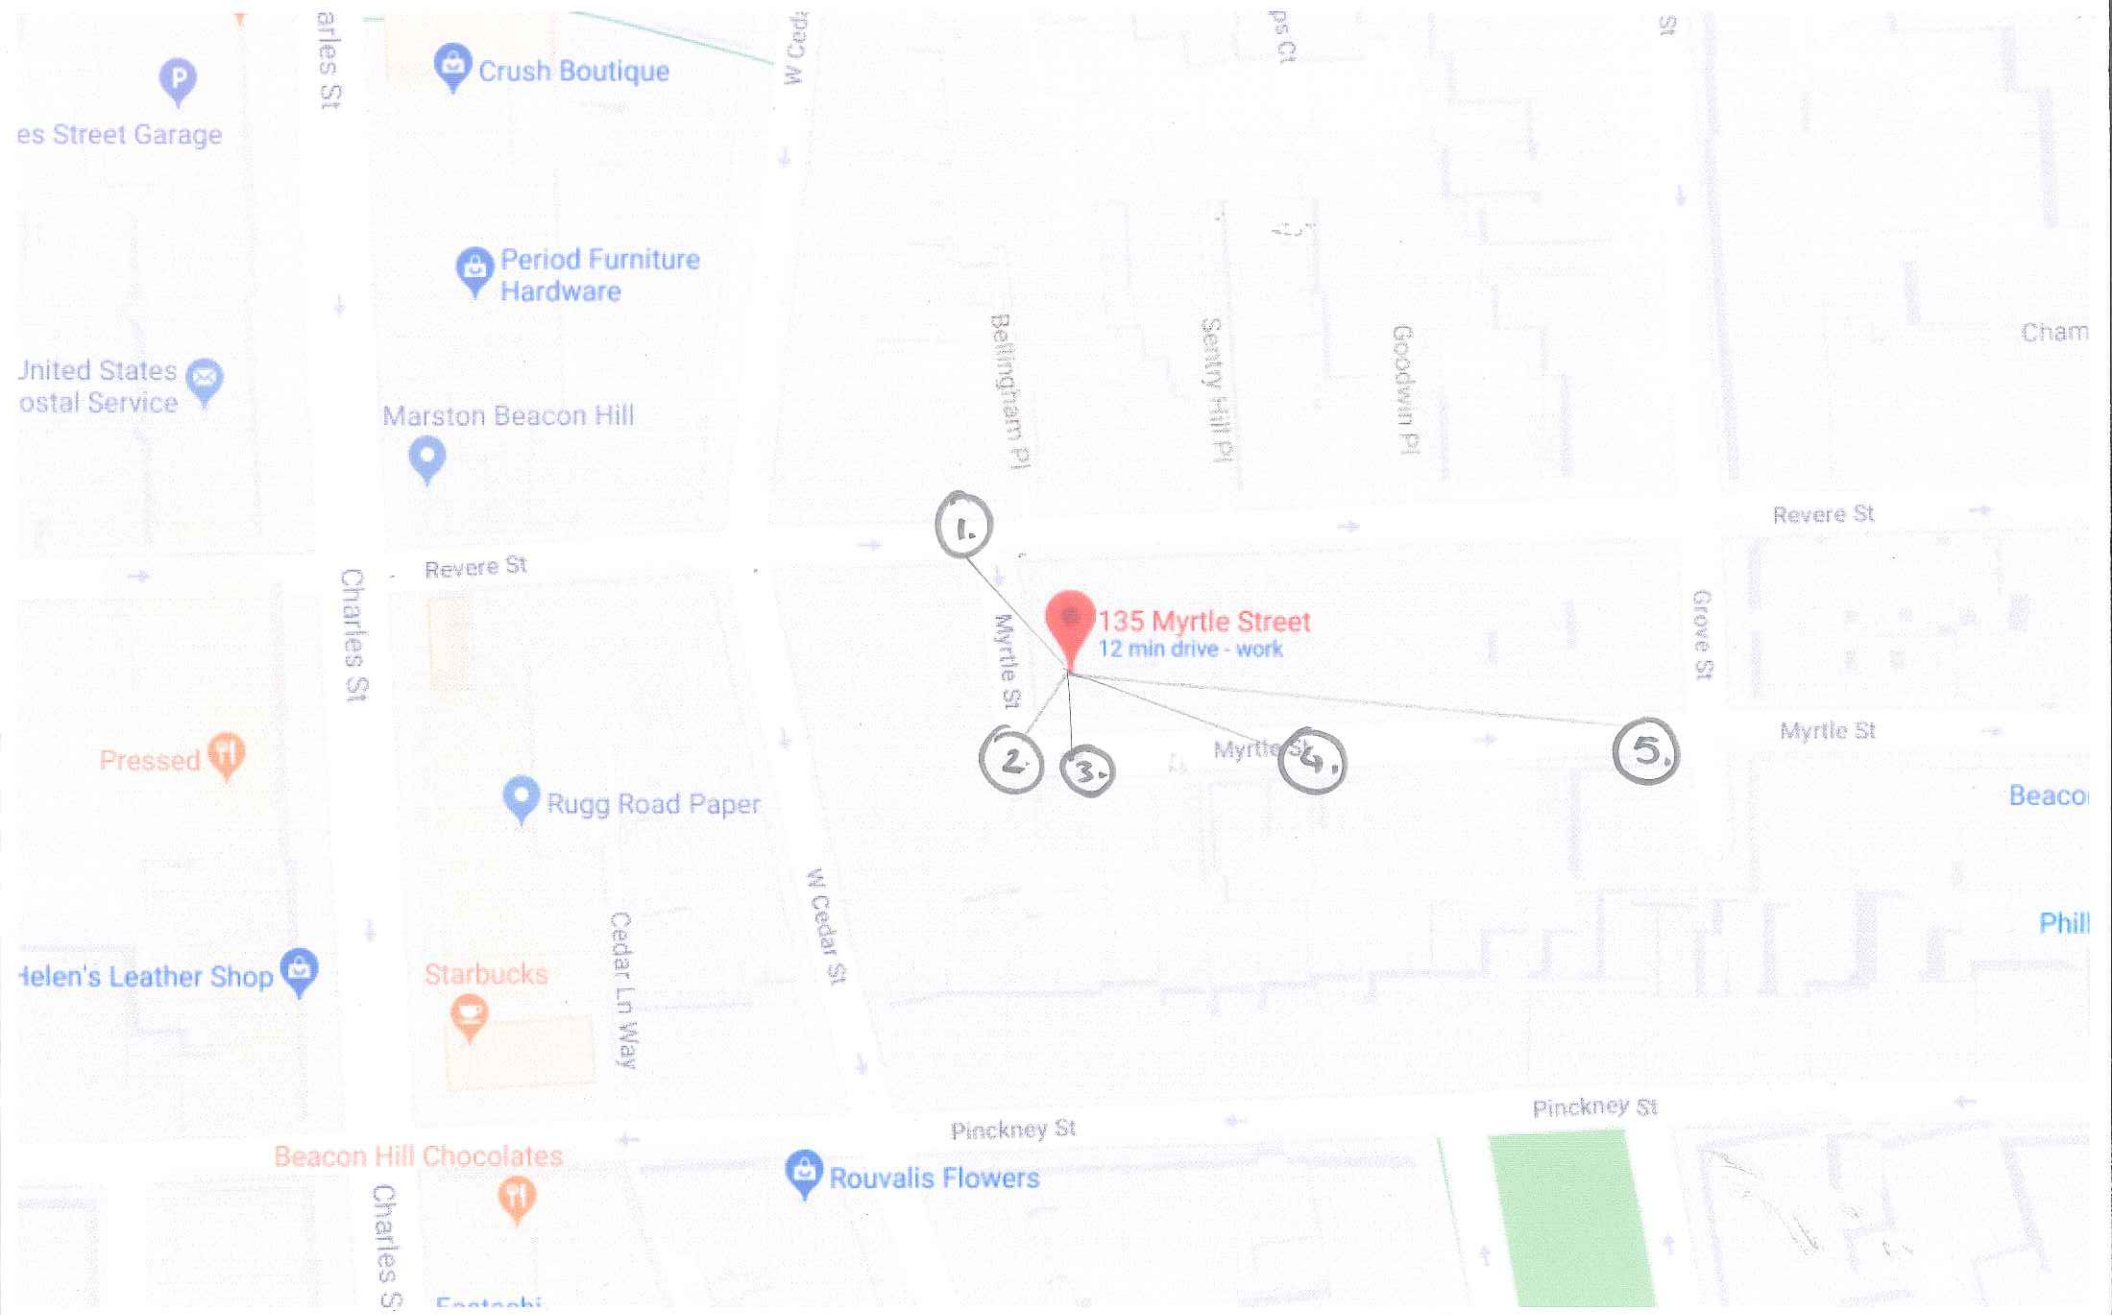 arles St
W Ceda
ps Ct
St
Crush Boutique
es Street Garage
Period Furniture
Hardware
United States
ostal Service
Marston Beacon Hill
Bellingham Pl
Sentry Hill Pl
Goodwin Pl
Cham
1.
Revere St
Revere St
Charles St
Myrtle St
135 Myrtle Street
12 min drive - work
Grove St
Pressed
Rugg Road Paper
2.
3.
Myrtle St
4.
5.
Myrtle St
Beaco
W Cedar St
Cedar Ln Way
Phill
Helen's Leather Shop
Starbucks
Pinckney St
Pinckney St
Beacon Hill Chocolates
Rouvalis Flowers
Charles S